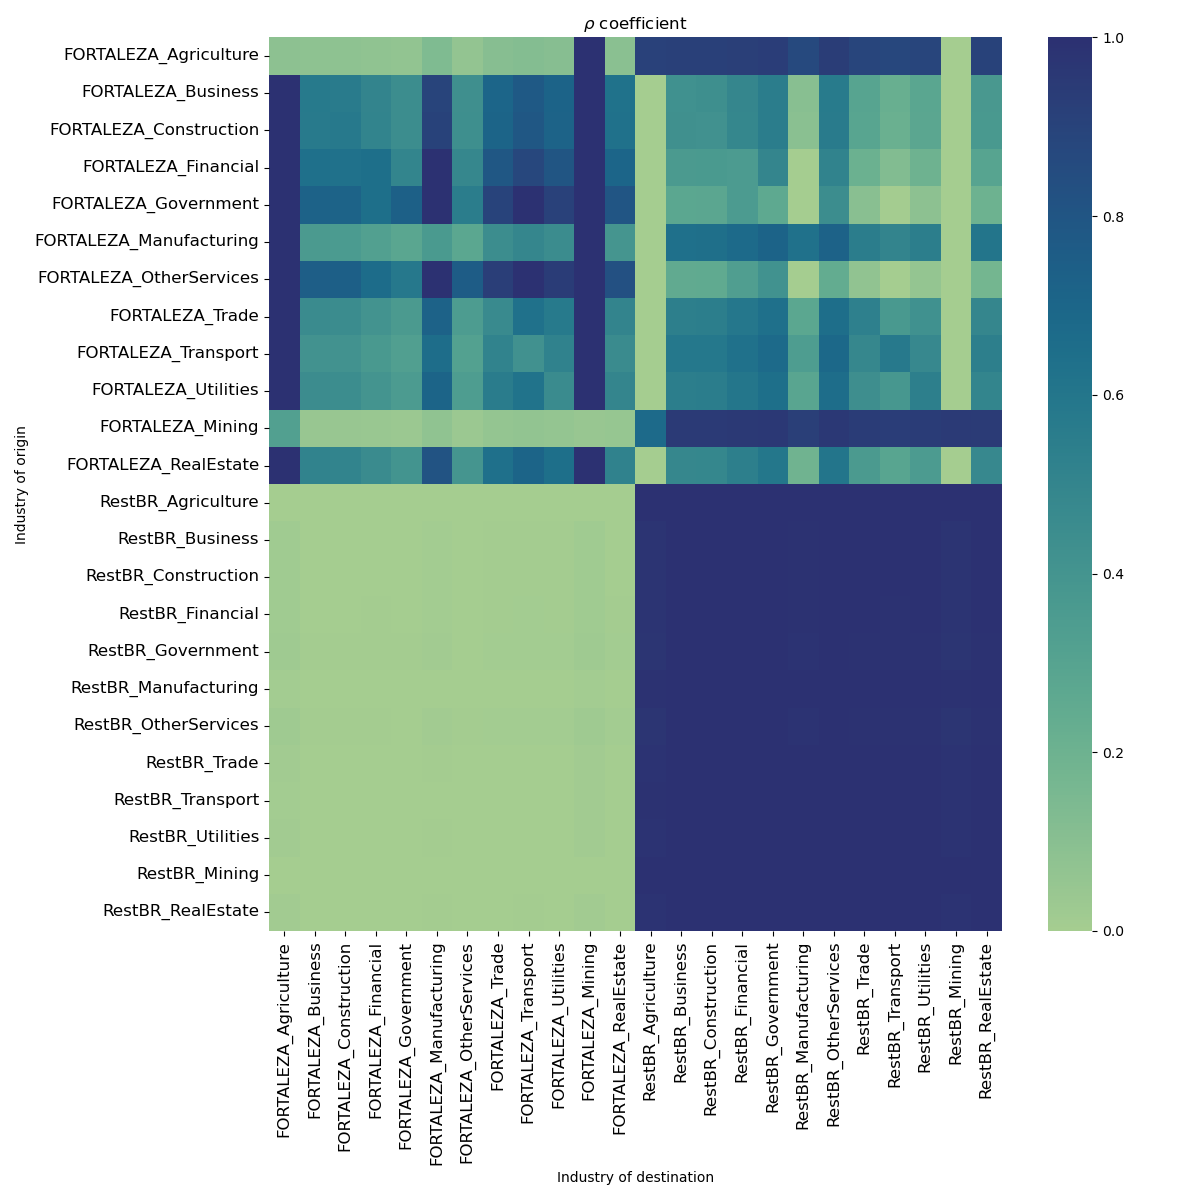 ρ coefficient
FORTALEZA_Agriculture
FORTALEZA_Business
FORTALEZA_Construction
FORTALEZA_Financial
FORTALEZA_Government
FORTALEZA_Manufacturing
FORTALEZA_OtherServices
FORTALEZA_Trade
FORTALEZA_Transport
FORTALEZA_Utilities
FORTALEZA_Mining
FORTALEZA_RealEstate
RestBR_Agriculture
RestBR_Business
RestBR_Construction
RestBR_Financial
RestBR_Government
RestBR_Manufacturing
RestBR_OtherServices
RestBR_Trade
RestBR_Transport
RestBR_Utilities
RestBR_Mining
RestBR_RealEstate
Industry of origin
FORTALEZA_Agriculture
FORTALEZA_Business
FORTALEZA_Construction
FORTALEZA_Financial
FORTALEZA_Government
FORTALEZA_Manufacturing
FORTALEZA_OtherServices
FORTALEZA_Trade
FORTALEZA_Transport
FORTALEZA_Utilities
FORTALEZA_Mining
FORTALEZA_RealEstate
RestBR_Agriculture
RestBR_Business
RestBR_Construction
RestBR_Financial
RestBR_Government
RestBR_Manufacturing
RestBR_OtherServices
RestBR_Trade
RestBR_Transport
RestBR_Utilities
RestBR_Mining
RestBR_RealEstate
Industry of destination
1.0
0.8
0.6
0.4
0.2
0.0